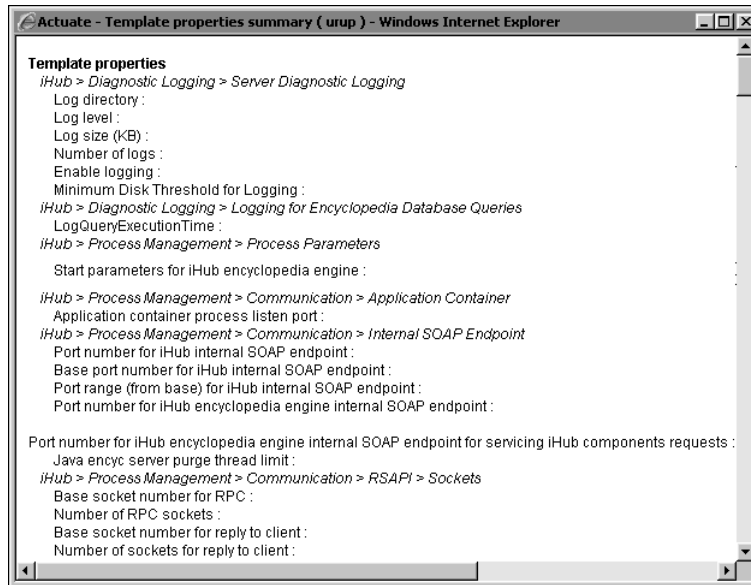 Actuate - Template properties summary ( urup ) - Windows Internet Explorer
Template properties
iHub > Diagnostic Logging > Server Diagnostic Logging
Log directory :
Log level :
Log size (KB) :
Number of logs :
Enable logging :
Minimum Disk Threshold for Logging :
iHub > Diagnostic Logging > Logging for Encyclopedia Database Queries
LogQueryExecutionTime :
iHub > Process Management > Process Parameters
Start parameters for iHub encyclopedia engine :
iHub > Process Management > Communication > Application Container
Application container process listen port :
iHub > Process Management > Communication > Internal SOAP Endpoint
Port number for iHub internal SOAP endpoint :
Base port number for iHub internal SOAP endpoint :
Port range (from base) for iHub internal SOAP endpoint :
Port number for iHub encyclopedia engine internal SOAP endpoint :
Port number for iHub encyclopedia engine internal SOAP endpoint for servicing iHub components requests :
Java encyc server purge thread limit :
iHub > Process Management > Communication > RSAPI > Sockets
Base socket number for RPC :
Number of RPC sockets :
Base socket number for reply to client :
Number of sockets for reply to client :